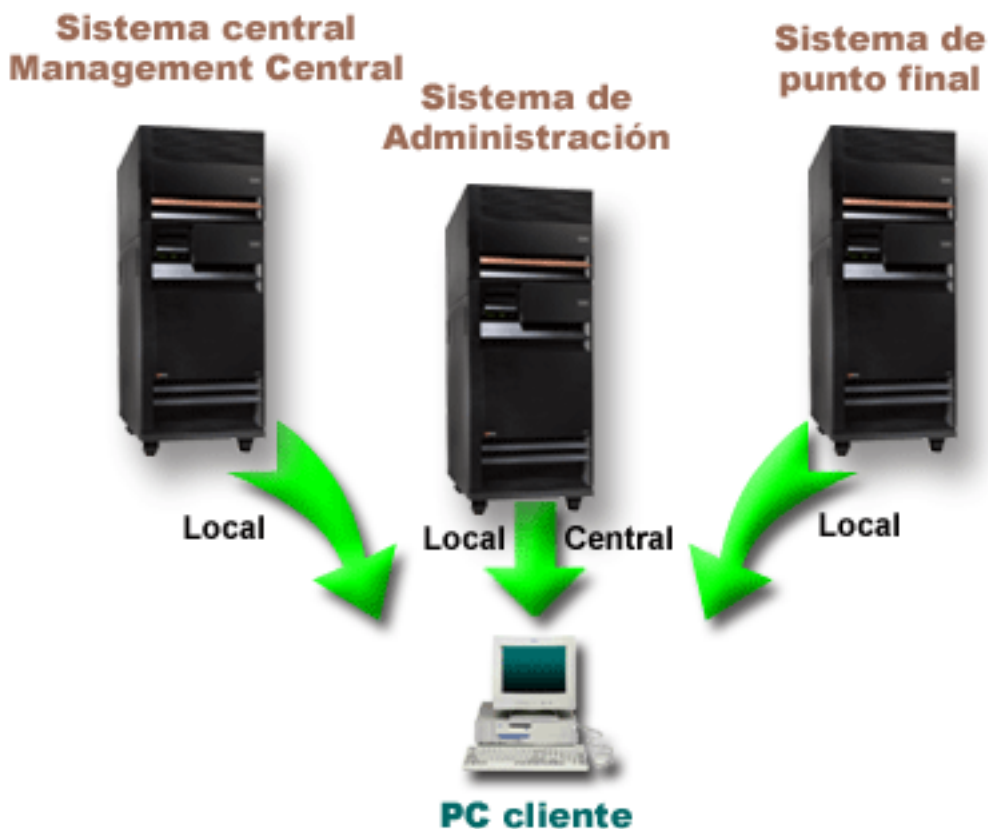 Sistema central
Management Central
Sistema de
Administración
Sistema de
punto final
Local
Local
Central
Local
PC cliente